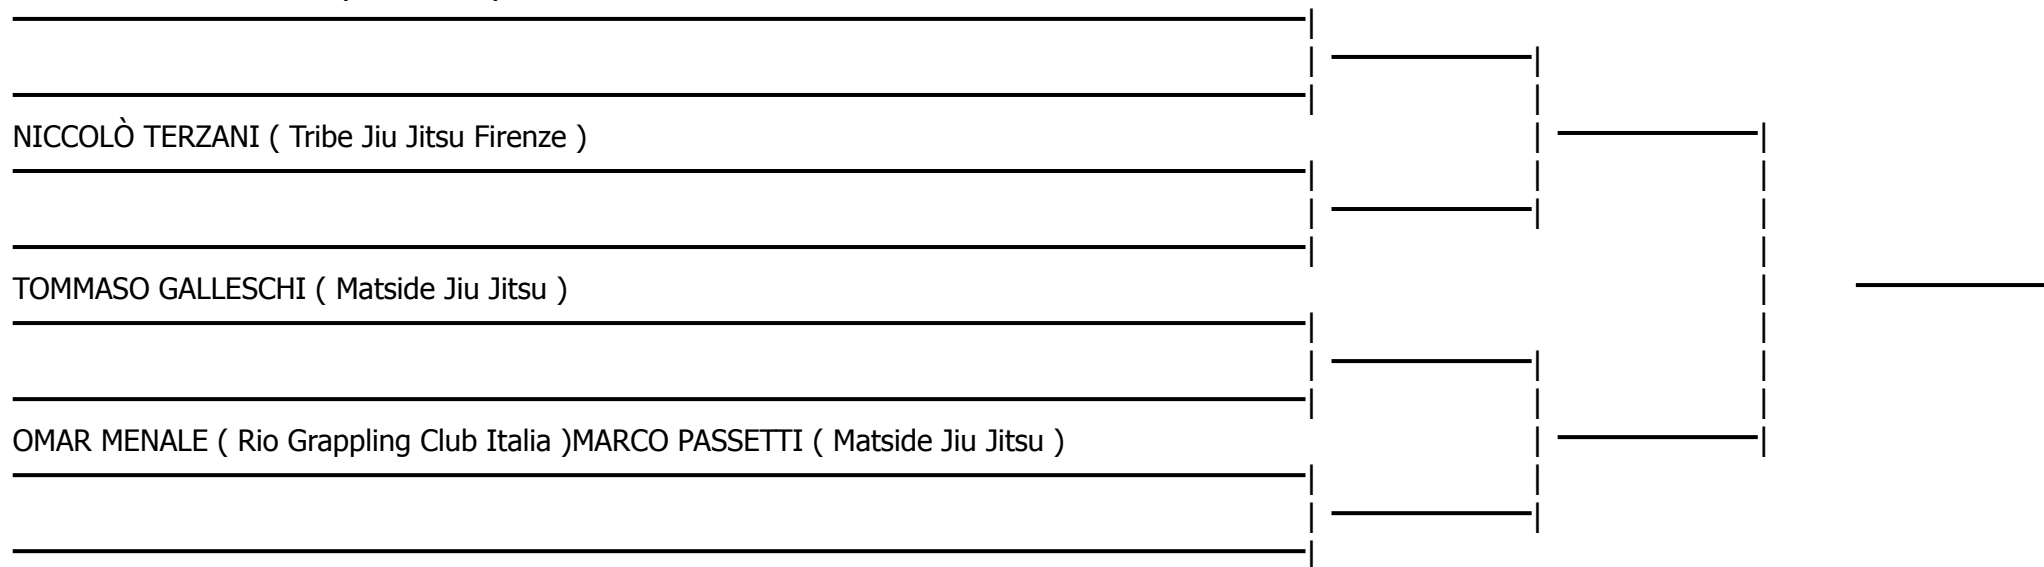 NICCOLÒ TERZANI ( Tribe Jiu Jitsu Firenze )
TOMMASO GALLESCHI ( Matside Jiu Jitsu )
OMAR MENALE ( Rio Grappling Club Italia )MARCO PASSETTI ( Matside Jiu Jitsu )